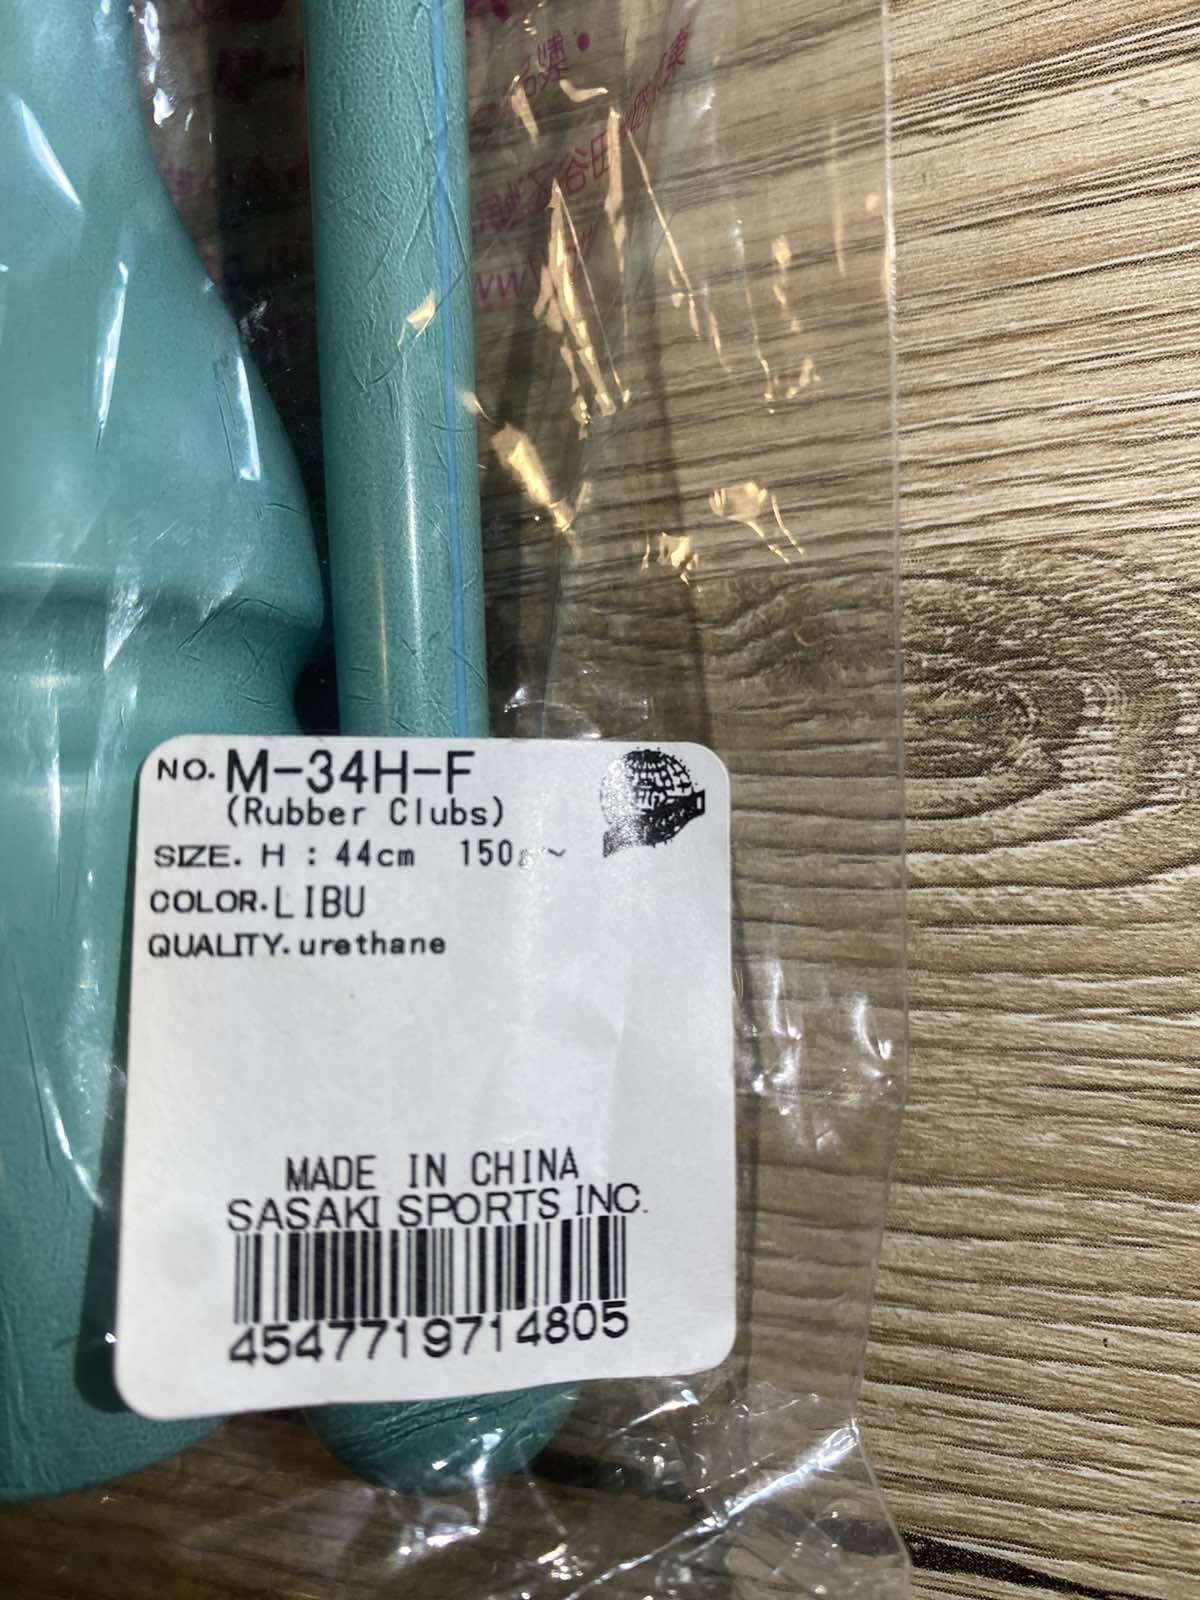 NO. M-34H-F
(Rubber Clubs)
SIZE. H : 44cm 150g~
COLOR. LIBU
QUALITY. urethane
MADE IN CHINA
SASAKI SPORTS INC.
4547719714805